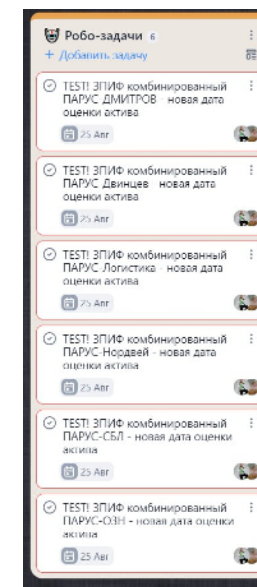 Робо-задачи 6
+ Добавить задачу
TEST! ЗПИФ комбинированный
ПАРУС ДМИТРОВ - новая дата
оценки актива
25 Авг
TEST! ЗПИФ комбинированный
ПАРУС Двинцев - новая дата
оценки актива
25 Авг
TEST! ЗПИФ комбинированный
ПАРУС-Логистика - новая дата
оценки актива
25 Авг
TEST! ЗПИФ комбинированный
ПАРУС-Нордвей - новая дата
оценки актива
25 Авг
TEST! ЗПИФ комбинированный
ПАРУС-СБЛ - новая дата оценки
актива
25 Авг
TEST! ЗПИФ комбинированный
ПАРУС-ОЗН - новая дата оценки
актива
25 Авг